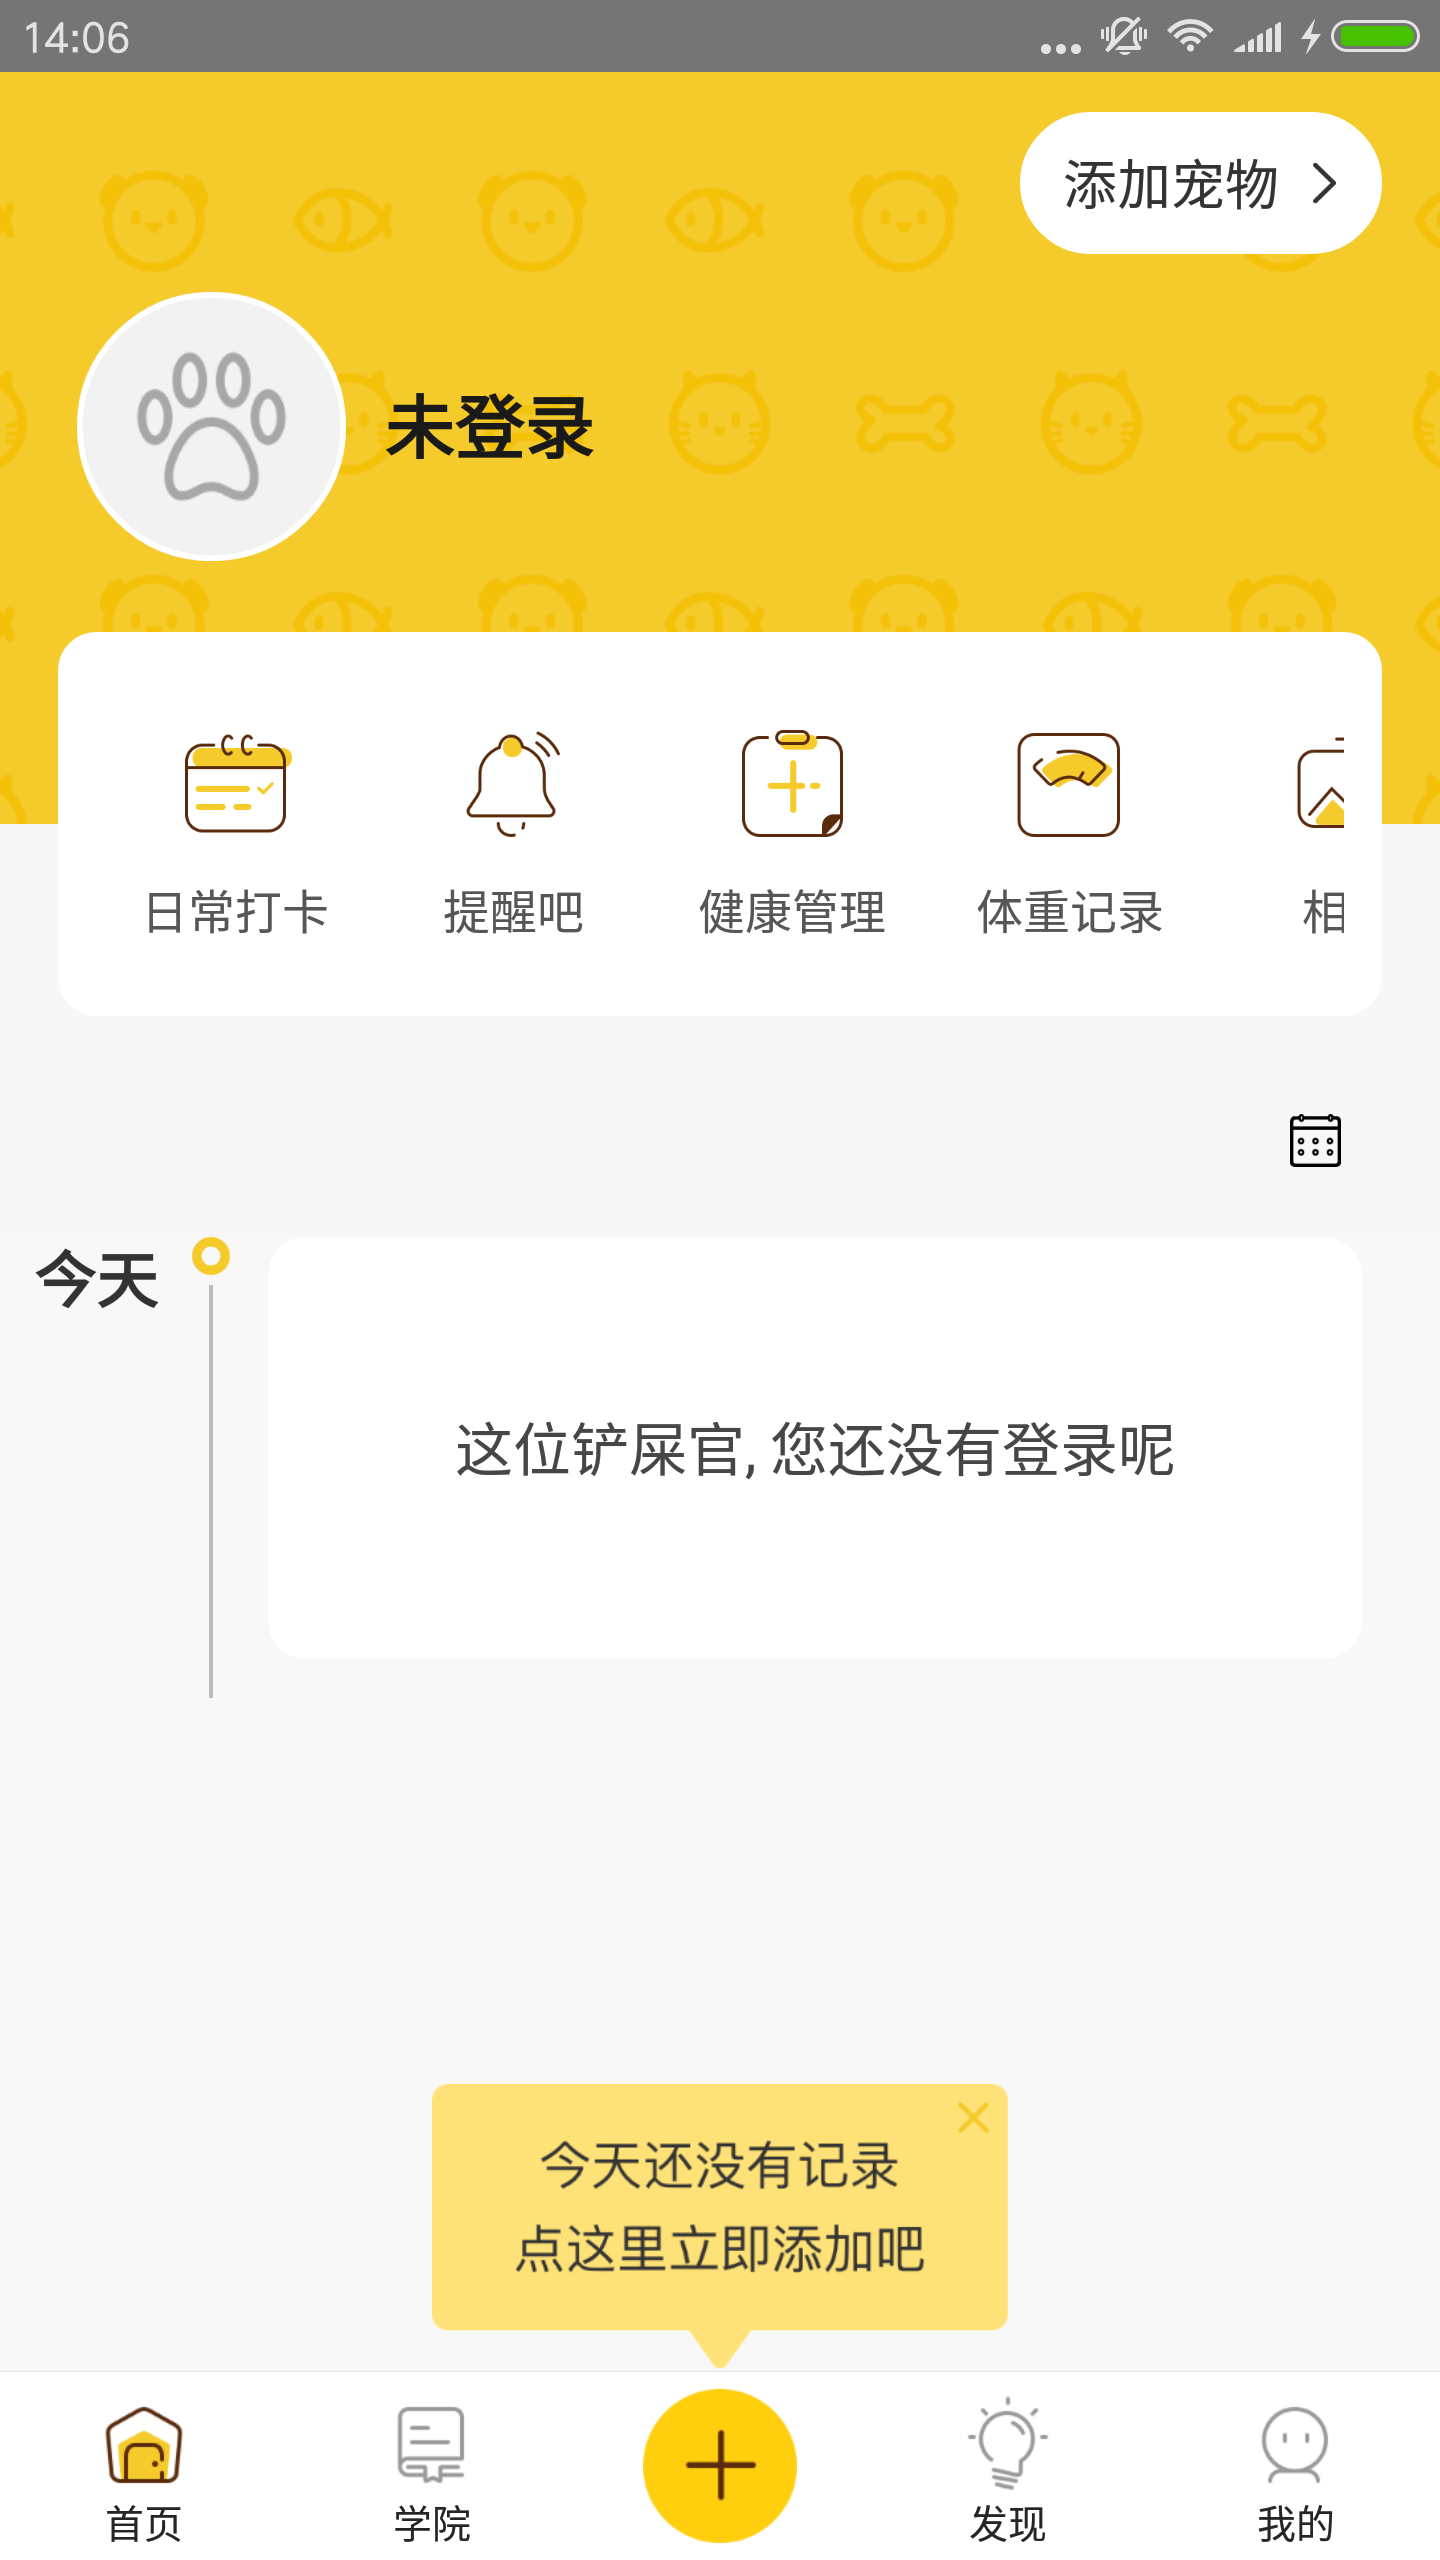 14:06
添加宠物
未登录
日常打卡
提醒吧
健康管理
体重记录
相
今天
这位铲屎官, 您还没有登录呢
今天还没有记录
点这里立即添加吧
首页
学院
发现
我的